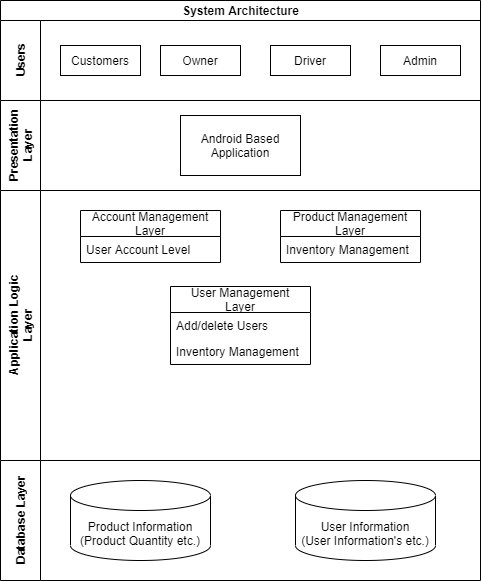 System Architecture
Users
Customers
Owner
Driver
Admin
Presentation
Layer
Android Based
Application
Application Logic
Layer
Account Management
Layer
User Account Level
Product Management
Layer
Inventory Management
User Management
Layer
Add/delete Users
Inventory Management
Database Layer
Product Information
(Product Quantity etc.)
User Information
(User Information's etc.)